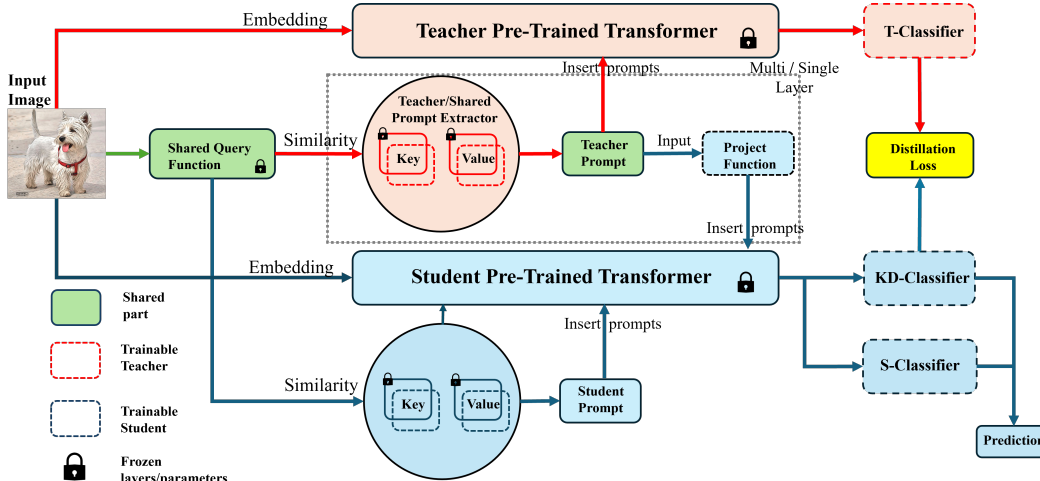 Embedding
Teacher Pre-Trained Transformer
T-Classifier
Input
Image
Insert prompts
Multi / Single
Layer
Teacher/Shared
Prompt Extractor
Key
Value
Similarity
Shared Query
Function
Teacher
Prompt
Input
Project
Function
Distillation
Loss
Insert prompts
Embedding
Student Pre-Trained Transformer
KD-Classifier
Shared
part
Insert prompts
Trainable
Teacher
Similarity
Key
Value
Student
Prompt
S-Classifier
Trainable
Student
Prediction
Frozen
layers/parameters